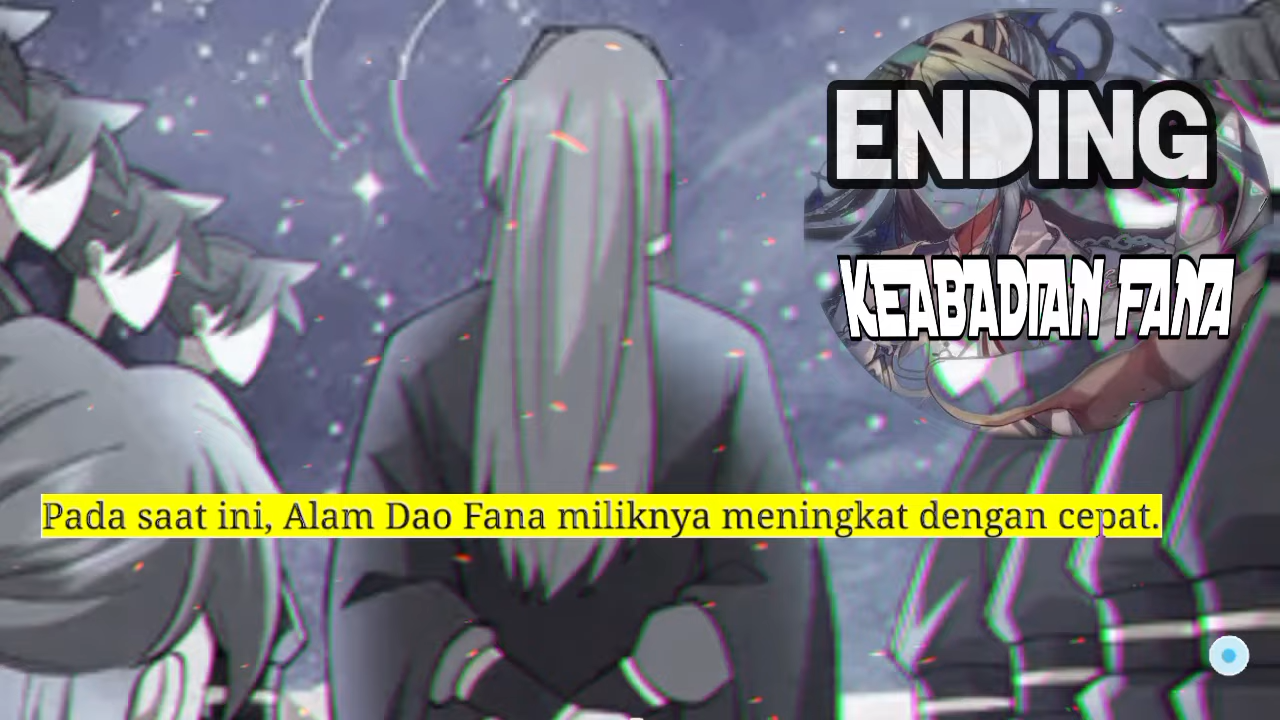 ENDING
KEABADIAN FANA
Pada saat ini, Alam Dao Fana miliknya meningkat dengan cepat.